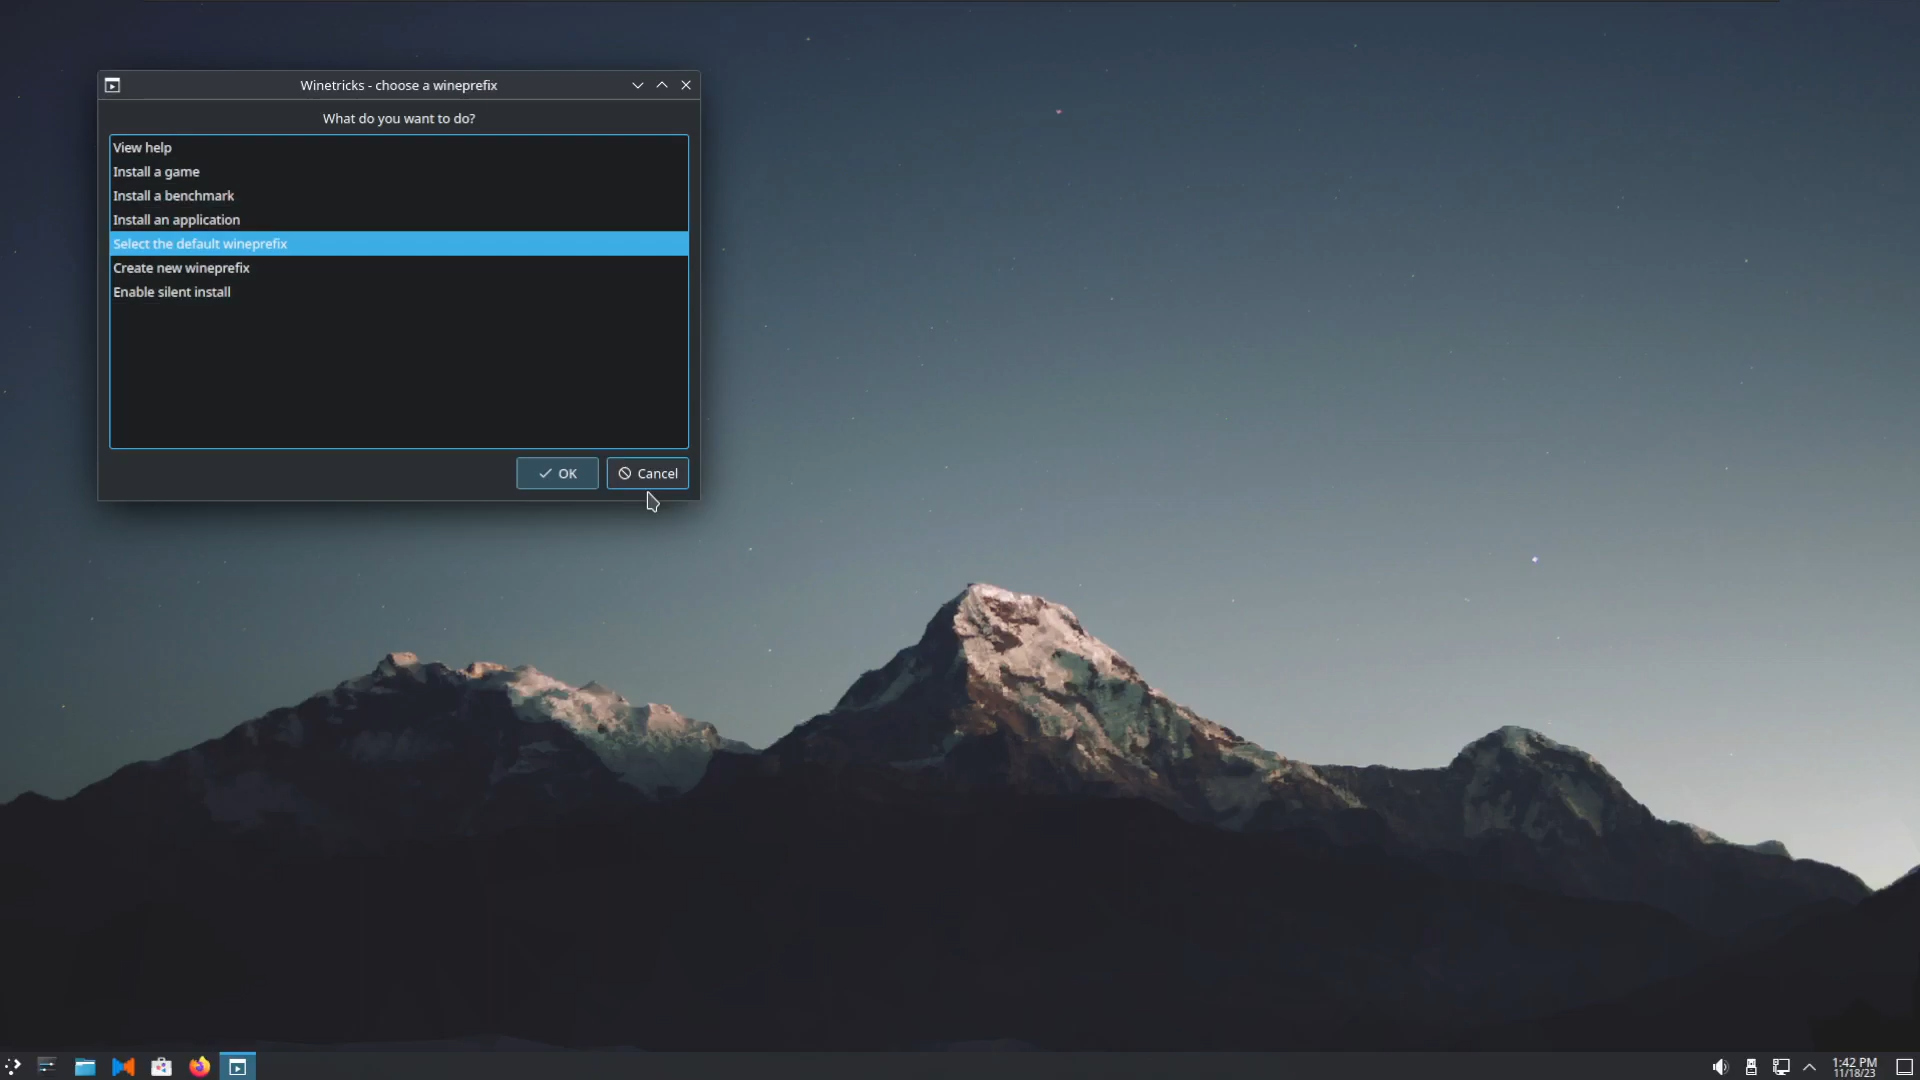 Winetricks - choose a wineprefix
What do you want to do?
View help
Install a game
Install a benchmark
Install an application
Select the default wineprefix
Create new wineprefix
Enable silent install
OK
Cancel
1:42 PM
11/18/23